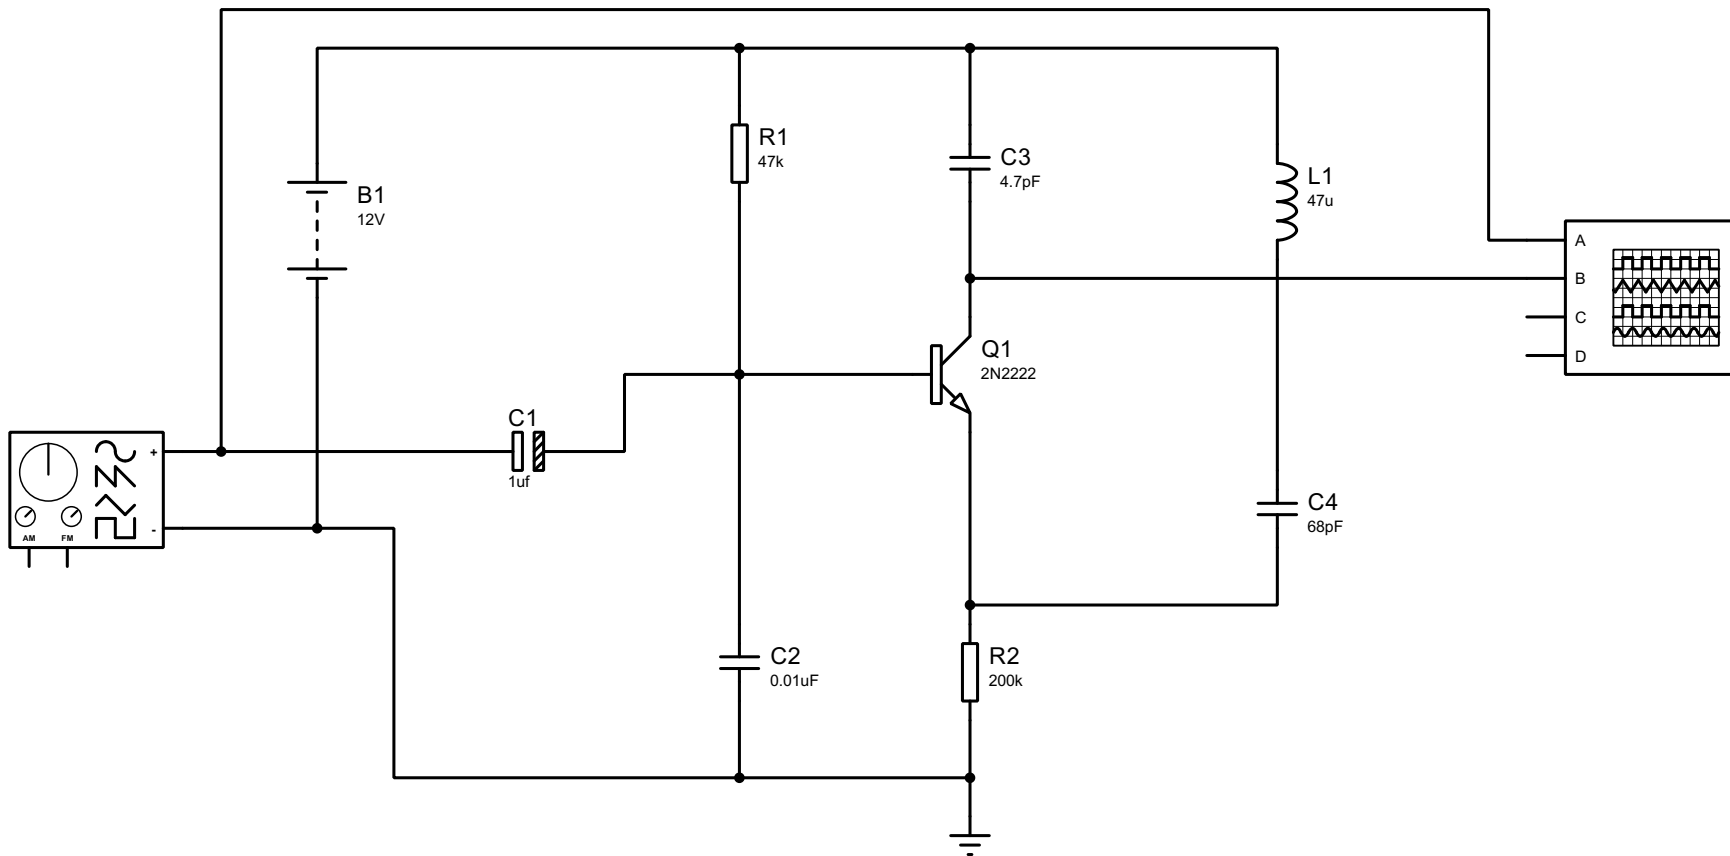 R1
47k
C3
4.7pF
L1
47u
B1
12V
A
B
C
D
Q1
2N2222
C1
1uf
+
-
AM FM
C4
68pF
C2
0.01uF
R2
200k